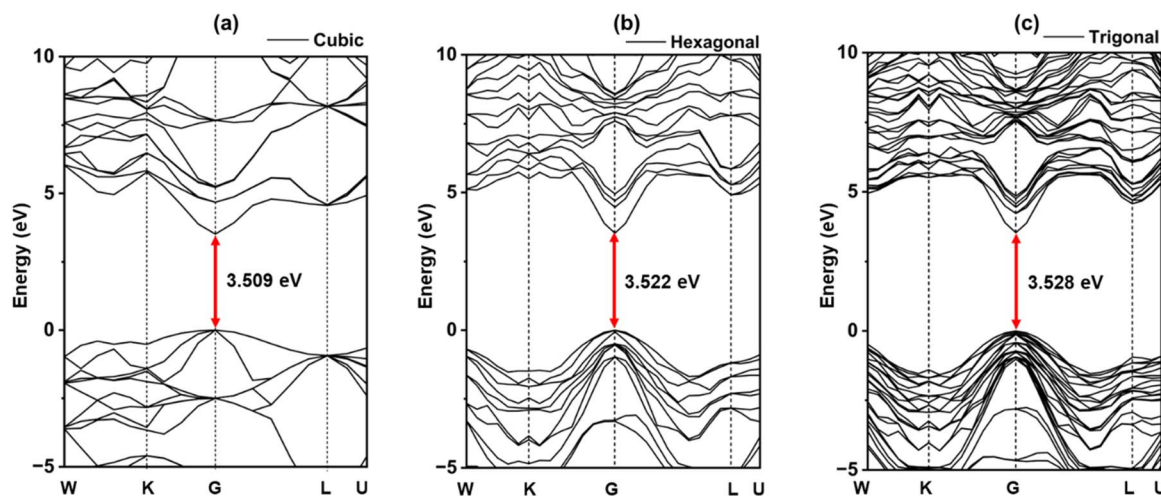 (a)
Cubic
10
5
0
−5
Energy (eV)
3.509 eV
W K G L U
(b)
Hexagonal
10
5
0
−5
Energy (eV)
3.522 eV
W K G L U
(c)
Trigonal
10
5
0
−5
Energy (eV)
3.528 eV
W K G L U